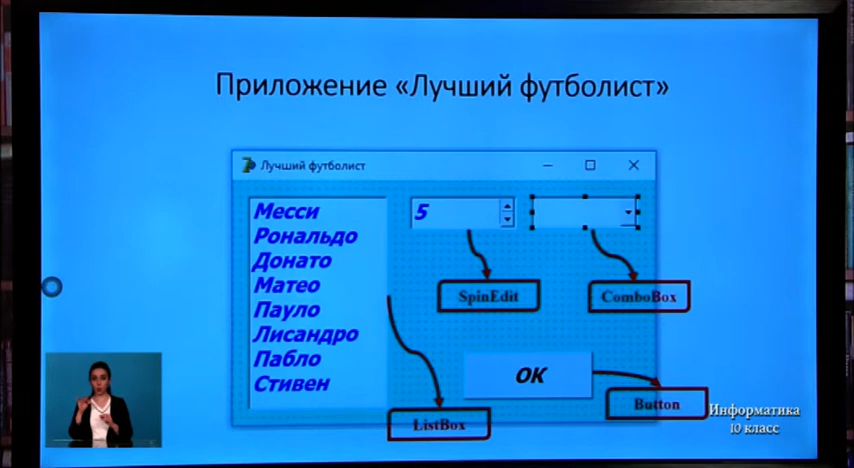 Приложение «Лучший футболист»
Лучший футболист
Месси
Рональдо
Донато
Матео
Пауло
Лисандро
Пабло
Стивен
5
SpinEdit
ComboBox
OK
ListBox
Button
Информатика
10 класс